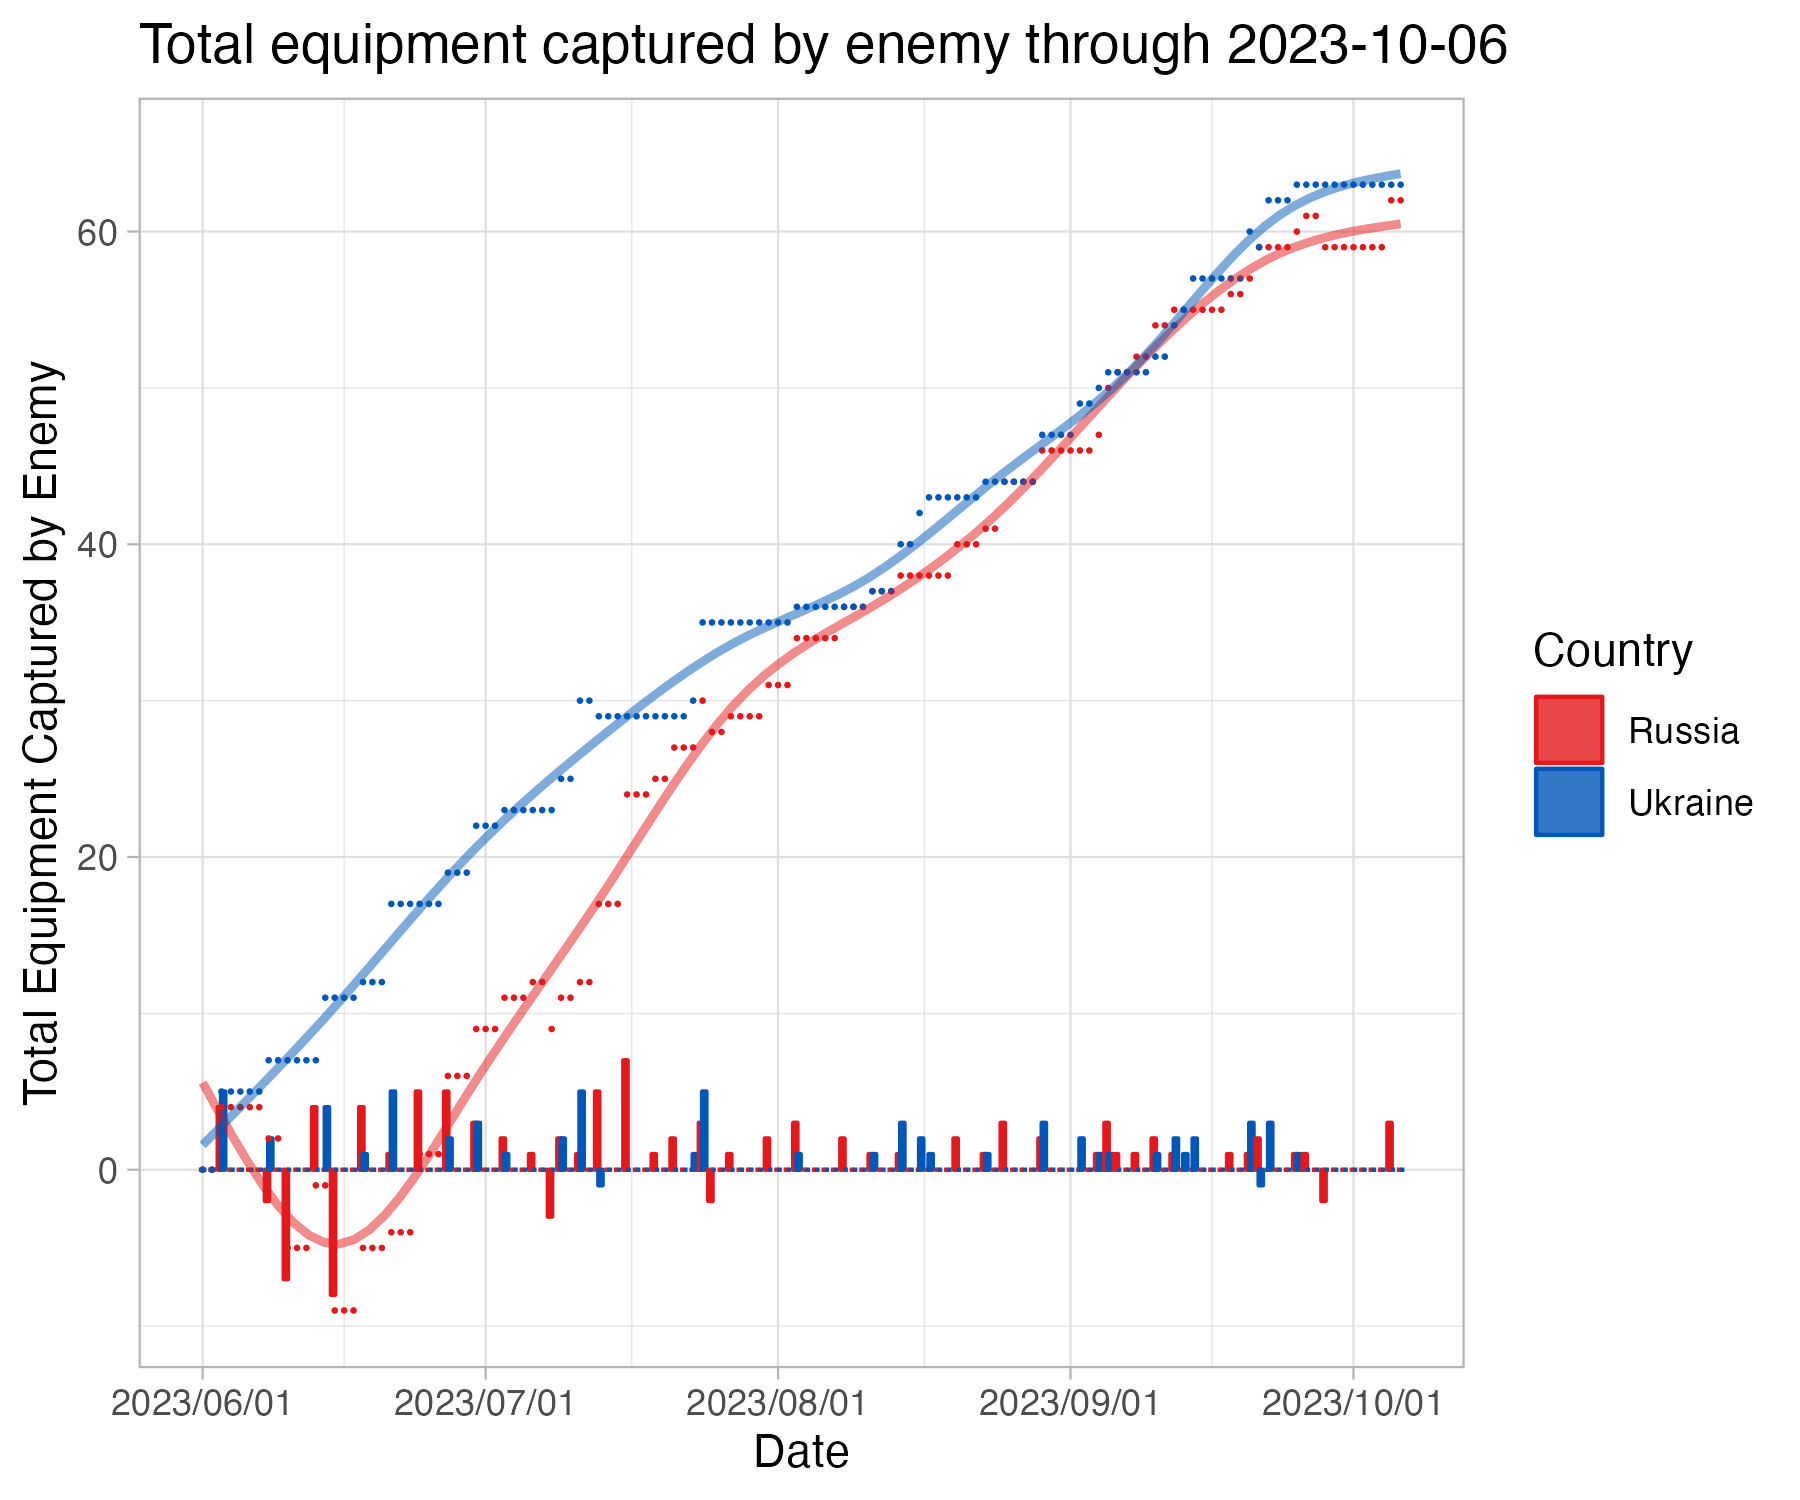 Total equipment captured by enemy through 2023-10-06
Total Equipment Captured by Enemy
60
40
20
0
2023/06/01
2023/07/01
2023/08/01
2023/09/01
2023/10/01
Date
Country
Russia
Ukraine